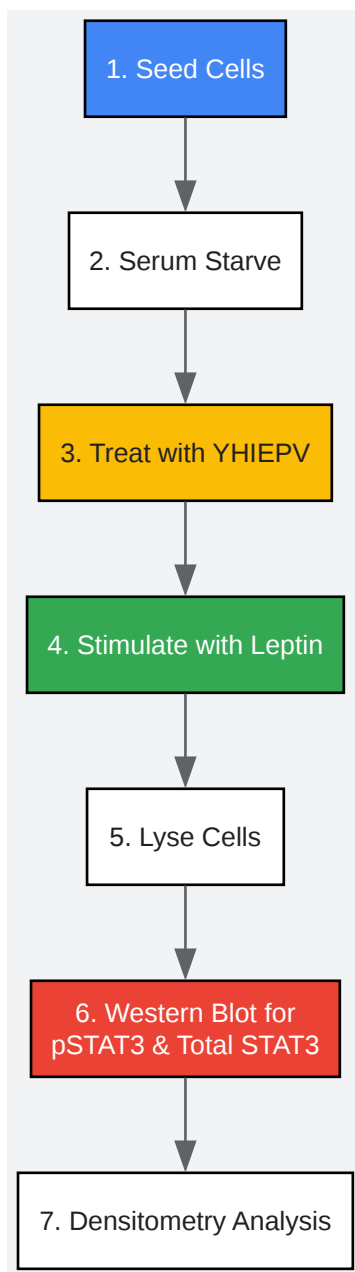 1. Seed Cells
2. Serum Starve
3. Treat with YHIEPV
4. Stimulate with Leptin
5. Lyse Cells
6. Western Blot for
pSTAT3 & Total STAT3
7. Densitometry Analysis